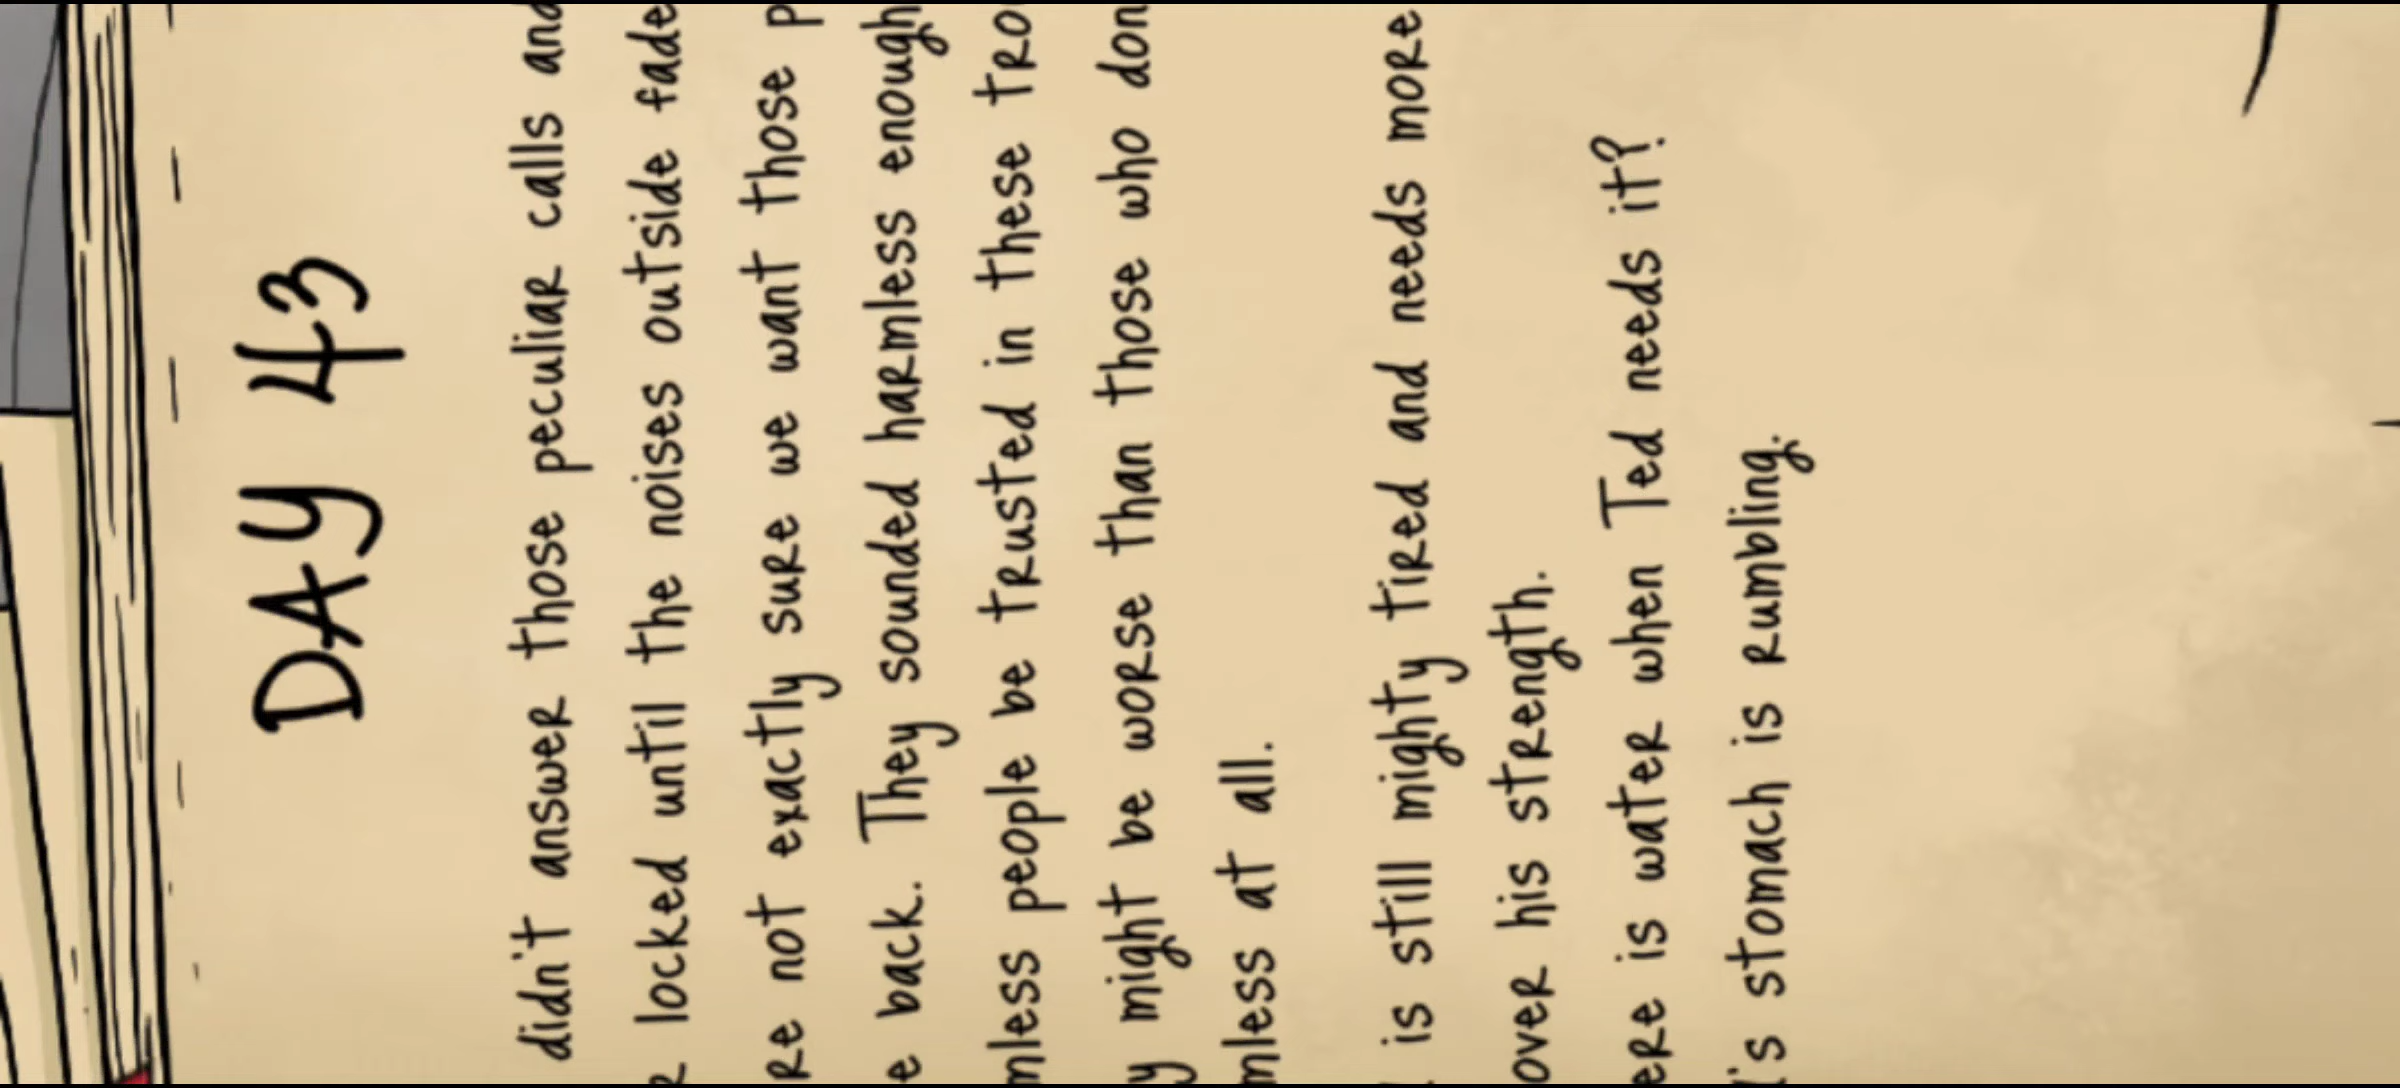 DAY 43
didn't answer those peculiar calls and
locked until the noises outside fade
re not exactly sure we want those p
e back. They sounded harmless enough
mless people be trusted in these tro
y might be worse than those who don
mless at all.
is still mighty tired and needs more
over his strength.
ere is water when Ted needs it?
's stomach is rumbling.